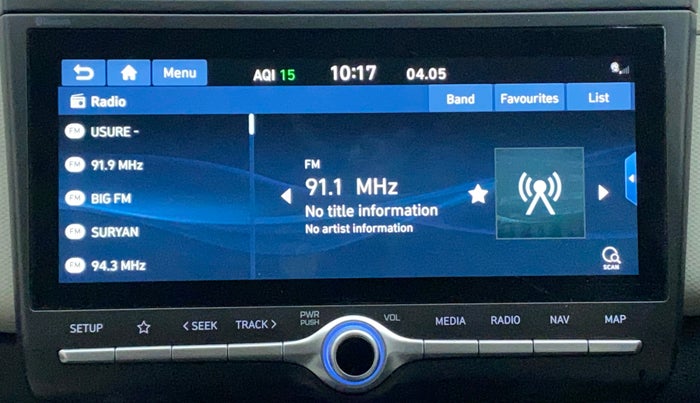 Menu AQI 15 10:17 04.05
Radio Band Favourites List
FM USURE -
FM 91.9 MHz
FM BIG FM
FM SURYAN
FM 94.3 MHz
FM
91.1 MHz
No title information
No artist information
SCAN
SETUP < SEEK TRACK > PWR PUSH VOL MEDIA RADIO NAV MAP